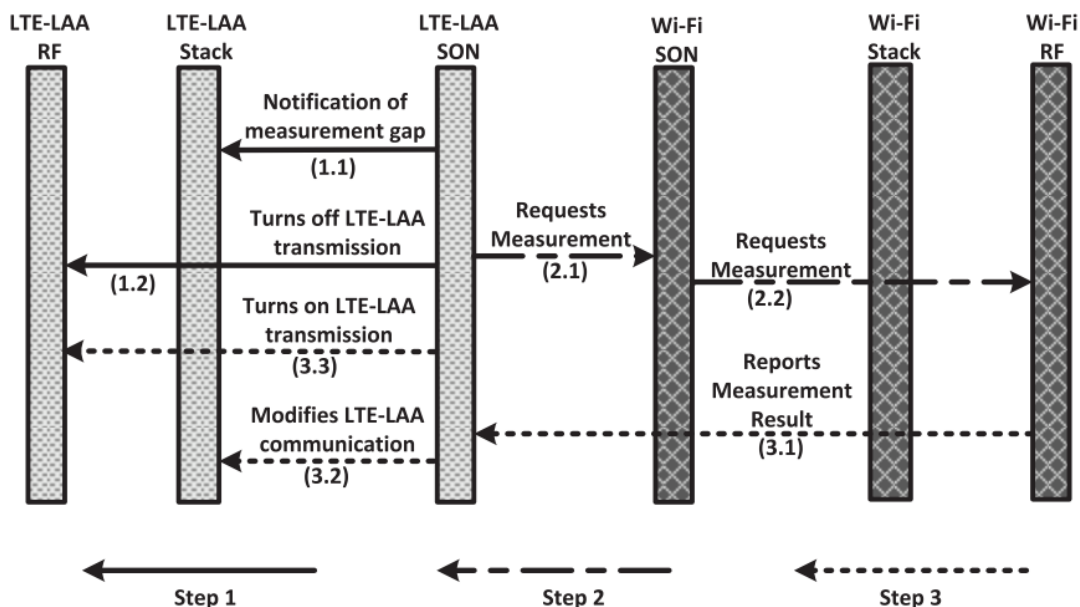 LTE-LAA
RF
LTE-LAA
Stack
LTE-LAA
SON
Wi-Fi
SON
Wi-Fi
Stack
Wi-Fi
RF
Notification of
measurement gap
(1.1)
Turns off LTE-LAA
transmission
(1.2)
Requests
Measurement
(2.1)
Requests
Measurement
(2.2)
Turns on LTE-LAA
transmission
(3.3)
Reports
Measurement
Result
(3.1)
Modifies LTE-LAA
communication
(3.2)
Step 1
Step 2
Step 3